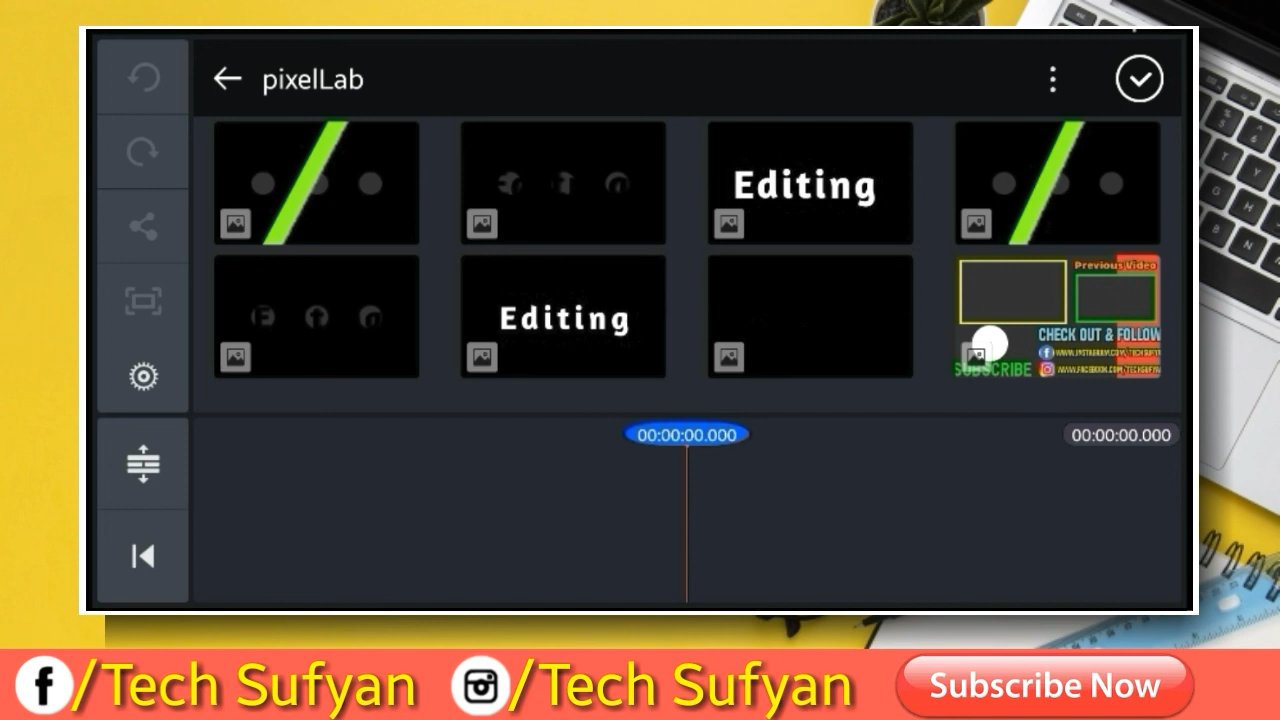 pixelLab
Editing
Editing
Previous Video
CHECK OUT & FOLLOW
SUBSCRIBE
00:00:00.000
00:00:00.000
/Tech Sufyan
/Tech Sufyan
Subscribe Now